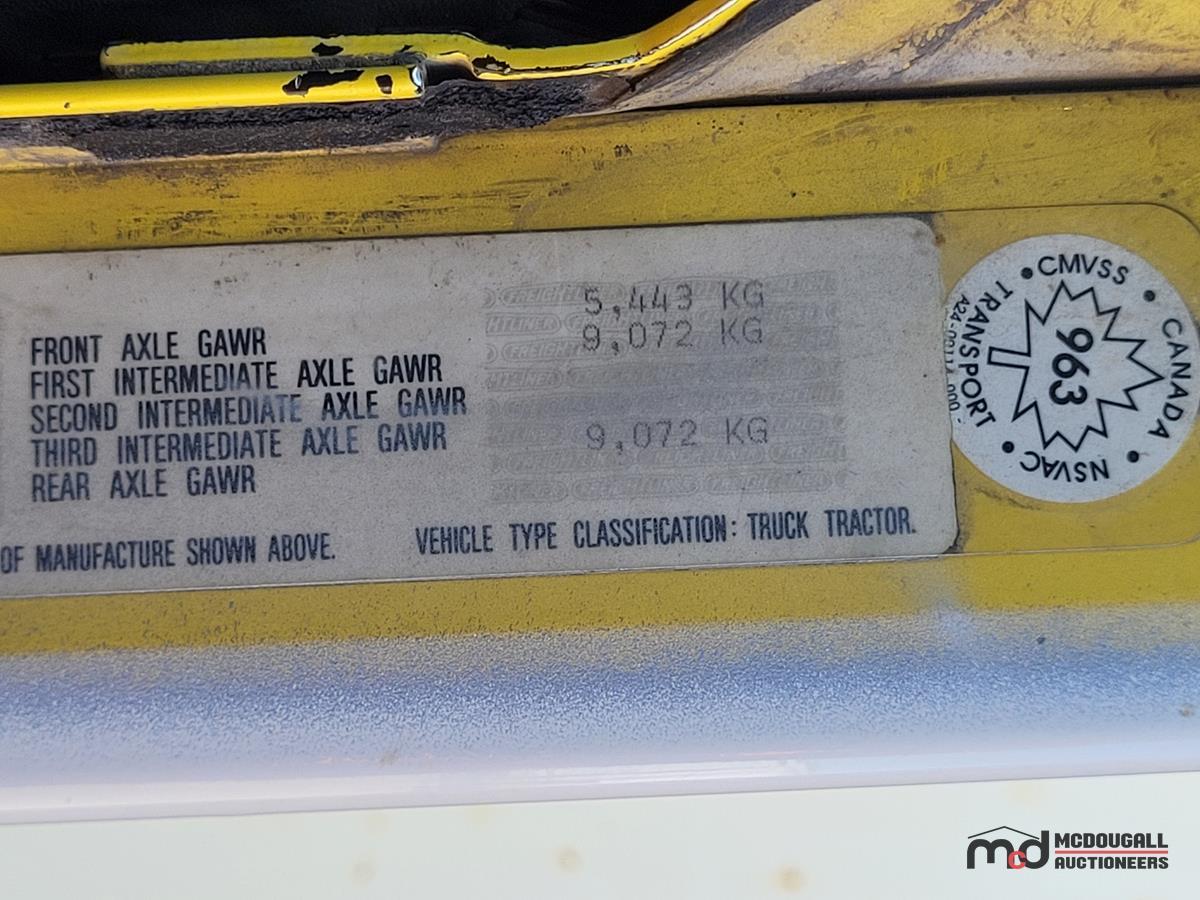 5,443 KG
9,072 KG
9,072 KG
FRONT AXLE GAWR
FIRST INTERMEDIATE AXLE GAWR
SECOND INTERMEDIATE AXLE GAWR
THIRD INTERMEDIATE AXLE GAWR
REAR AXLE GAWR
OF MANUFACTURE SHOWN ABOVE.
VEHICLE TYPE CLASSIFICATION: TRUCK TRACTOR.
CMVSS • CANADA • NSVAC • TRANSPORT •
963
FREIGHTLINER
MCDOUGALL
AUCTIONEERS